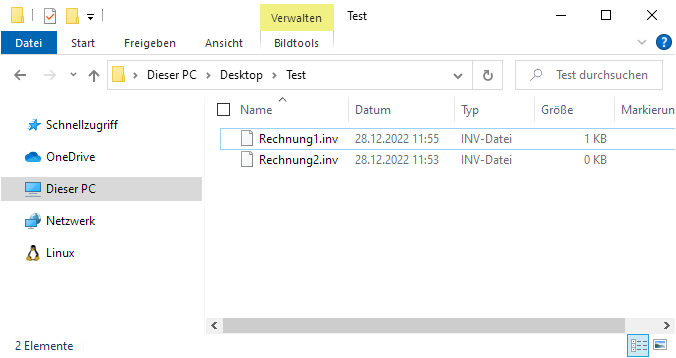 Verwalten Test
Datei Start Freigeben Ansicht Bildtools
Dieser PC Desktop Test Test durchsuchen
Name Datum Typ Größe Markierun
Schnellzugriff
OneDrive
Dieser PC
Netzwerk
Linux
Rechnung1.inv 28.12.2022 11:55 INV-Datei 1 KB
Rechnung2.inv 28.12.2022 11:53 INV-Datei 0 KB
2 Elemente